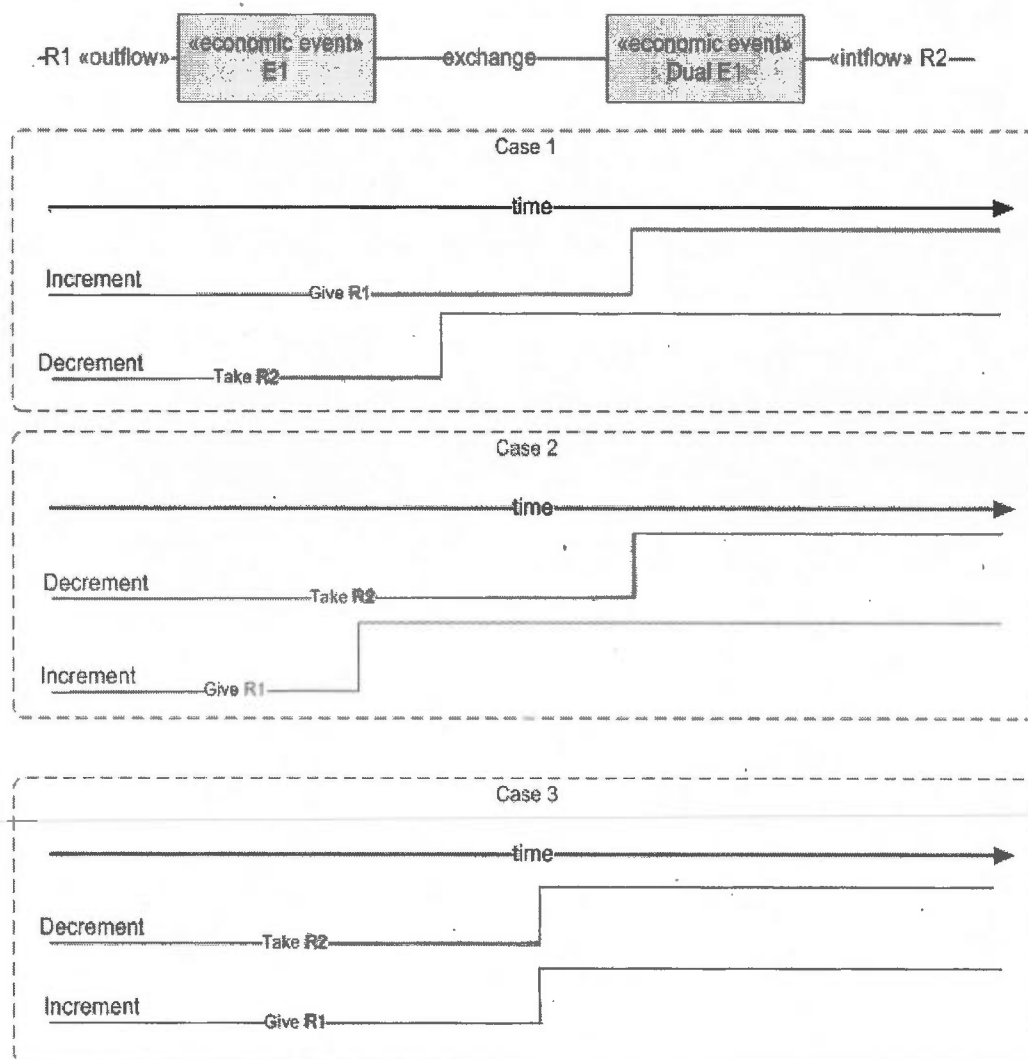 R1 «outflow» «economic event» E1 exchange «economic event» Dual E1 «intflow» R2
Case 1
time
Increment
Give R1
Decrement
Take R2
Case 2
time
Decrement
Take R2
Increment
Give R1
Case 3
time
Decrement
Take R2
Increment
Give R1